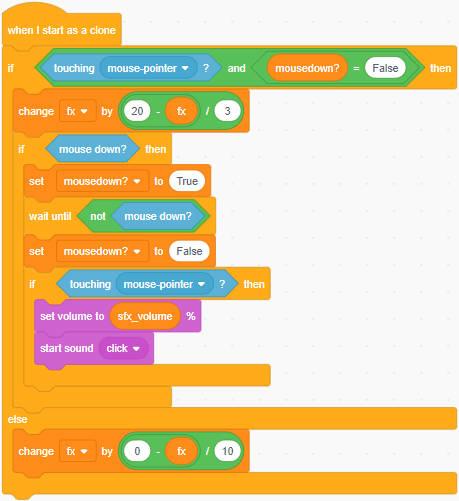 when I start as a clone
if touching mouse-pointer ? and mousedown? = False then
change fx by 20 - fx / 3
if mouse down? then
set mousedown? to True
wait until not mouse down?
set mousedown? to False
if touching mouse-pointer ? then
set volume to sfx_volume %
start sound click
else
change fx by 0 - fx / 10